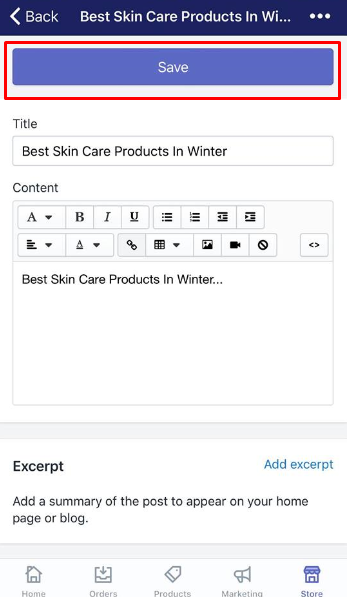 Back
Best Skin Care Products In Wi...
Save
Title
Best Skin Care Products In Winter
Content
A B I U
A <>
Best Skin Care Products In Winter...
Excerpt
Add excerpt
Add a summary of the post to appear on your home
page or blog.
Home Orders Products Marketing Store